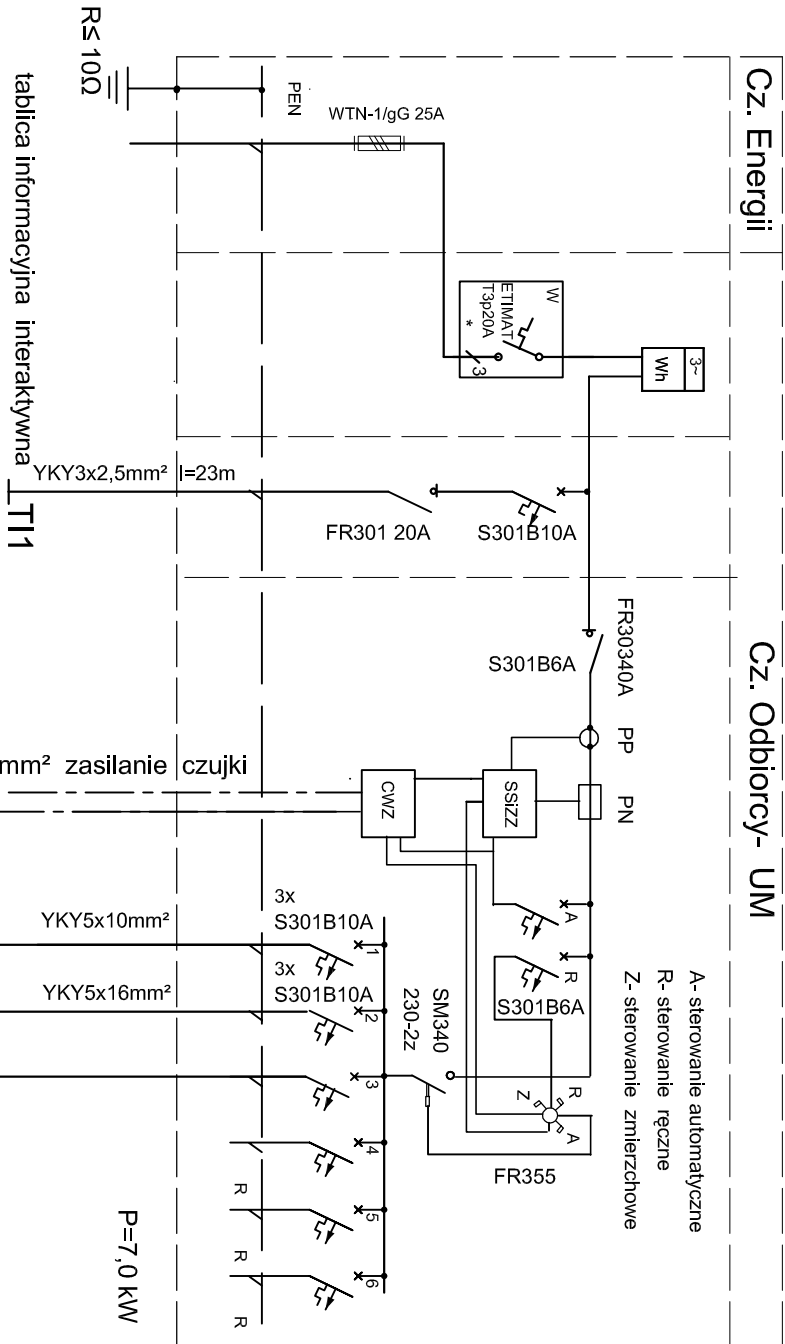 Cz. Energii
Cz. Odbiorcy- UM
R≤ 10Ω
PEN
WTN-1/gG 25A
W
ETIMAT
T3p20A
*
3
3~
Wh
tablica informacyjna interaktywna
TI1
YKY3x2,5mm² l=23m
FR301 20A
S301B10A
FR30340A
S301B6A
PP
PN
SSiZZ
CWZ
mm² zasilanie czujki
A
R
S301B6A
A- sterowanie automatyczne
R- sterowanie ręczne
Z- sterowanie zmierzchowe
R
Z
A
FR355
SM340
230-2z
3x
S301B10A
3x
S301B10A
YKY5x10mm²
YKY5x16mm²
1
2
3
4
5
6
R
R
R
P=7,0 kW